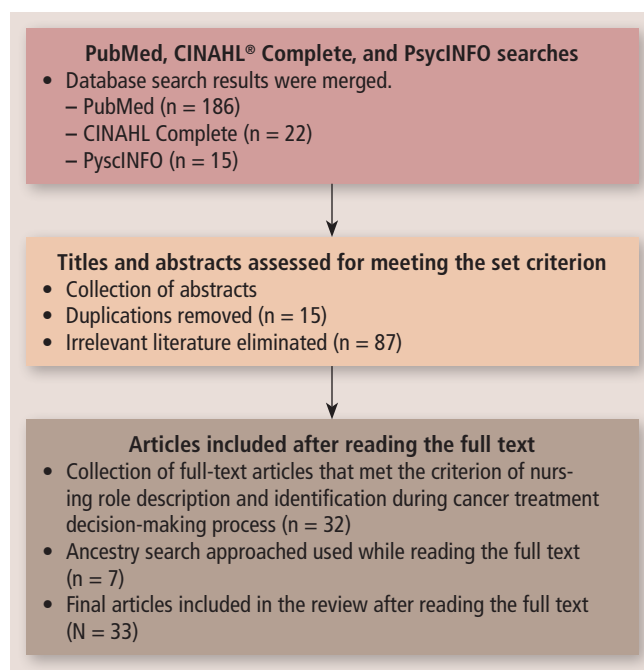 PubMed, CINAHL® Complete, and PsycINFO searches
• Database search results were merged.
– PubMed (n = 186)
– CINAHL Complete (n = 22)
– PyscINFO (n = 15)
Titles and abstracts assessed for meeting the set criterion
• Collection of abstracts
• Duplications removed (n = 15)
• Irrelevant literature eliminated (n = 87)
Articles included after reading the full text
• Collection of full-text articles that met the criterion of nurs-
ing role description and identification during cancer treatment
decision-making process (n = 32)
• Ancestry search approached used while reading the full text
(n = 7)
• Final articles included in the review after reading the full text
(N = 33)